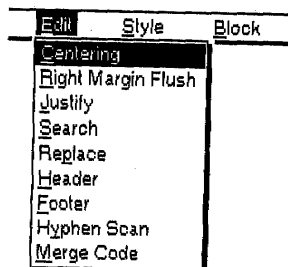 Edit Style Block
Centering
Right Margin Flush
Justify
Search
Replace
Header
Footer
Hyphen Scan
Merge Code